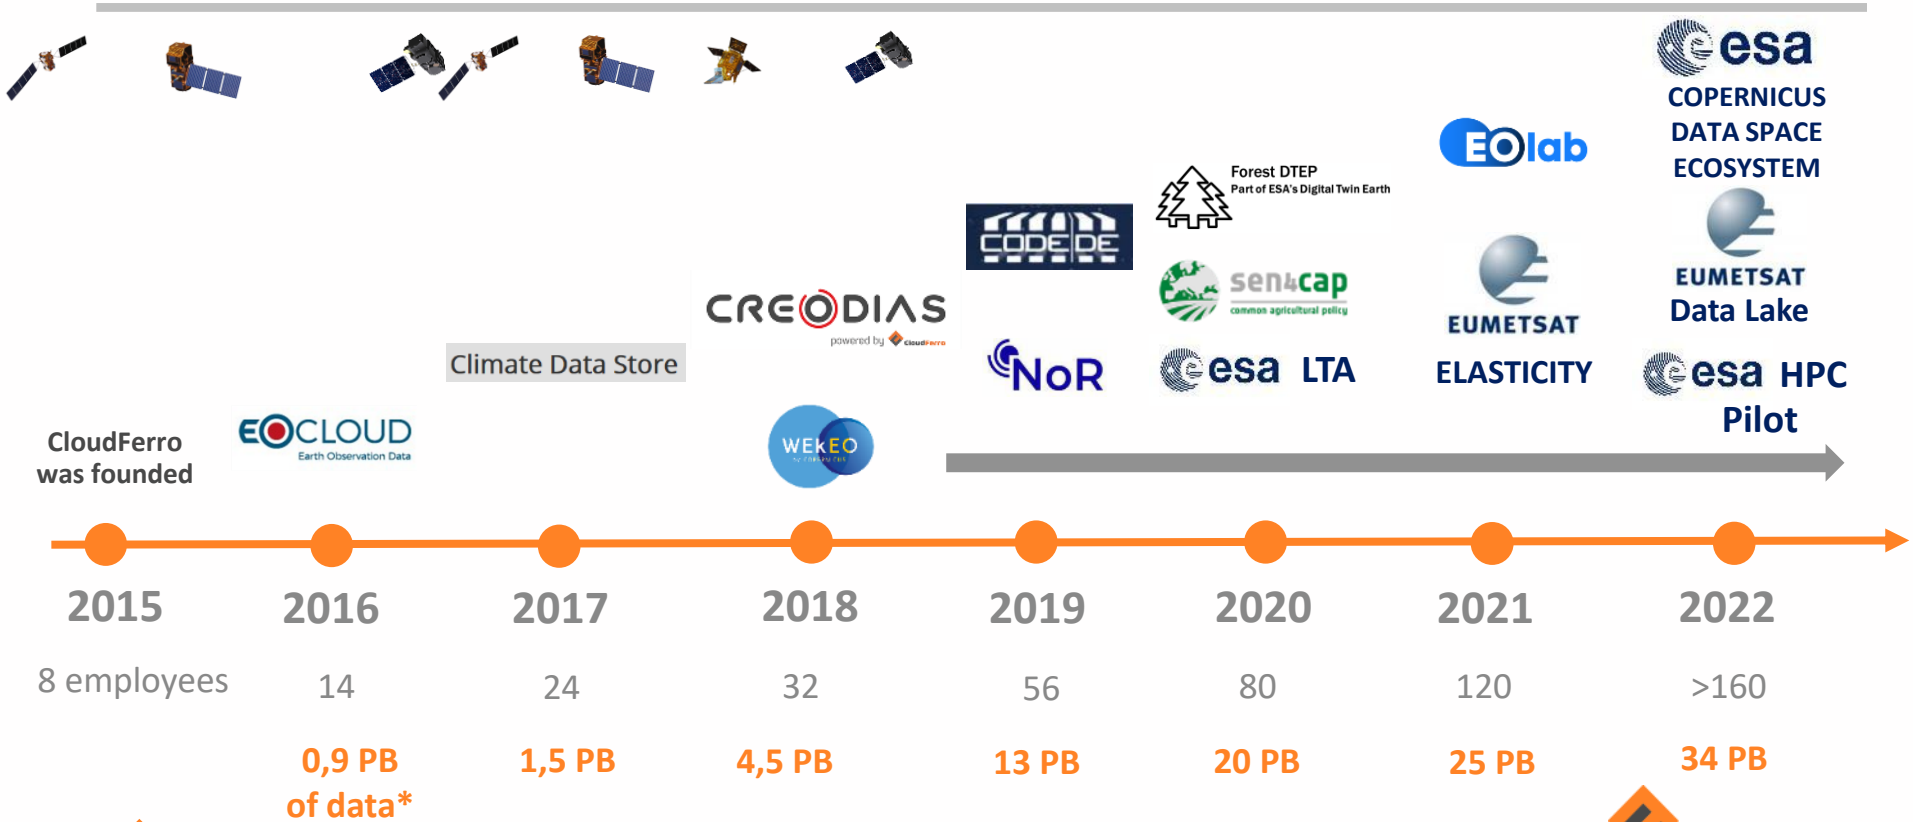 esa
COPERNICUS
DATA SPACE
ECOSYSTEM
EOlab
Forest DTEP
Part of ESA's Digital Twin Earth
CODE DE
sen4cap
common agricultural policy
EUMETSAT
EUMETSAT
Data Lake
CREODIAS
powered by CloudFerro
Climate Data Store
NoR
esa LTA
ELASTICITY
esa HPC
Pilot
CloudFerro
was founded
EOCLOUD
Earth Observation Data
WEKEO
2015 2016 2017 2018 2019 2020 2021 2022
8 employees 14 24 32 56 80 120 >160
0,9 PB 1,5 PB 4,5 PB 13 PB 20 PB 25 PB 34 PB
of data*